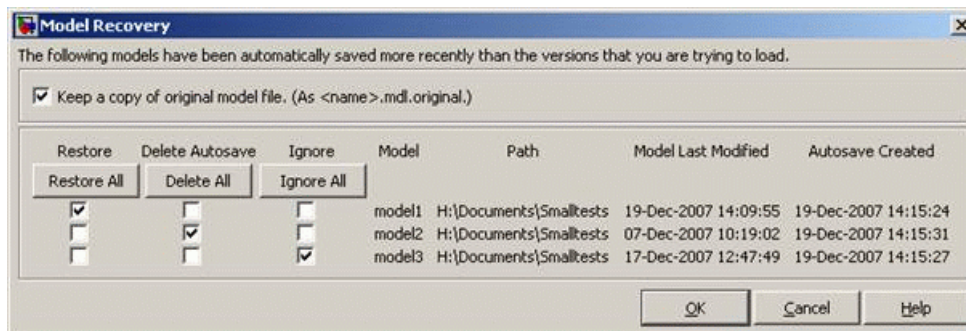 Model Recovery
The following models have been automatically saved more recently than the versions that you are trying to load.
Keep a copy of original model file. (As <name>.mdl.original.)
Restore Delete Autosave Ignore Model Path Model Last Modified Autosave Created
Restore All Delete All Ignore All
model1 H:\Documents\Smalltests 19-Dec-2007 14:09:55 19-Dec-2007 14:15:24
model2 H:\Documents\Smalltests 07-Dec-2007 10:19:02 19-Dec-2007 14:15:31
model3 H:\Documents\Smalltests 17-Dec-2007 12:47:49 19-Dec-2007 14:15:27
OK Cancel Help